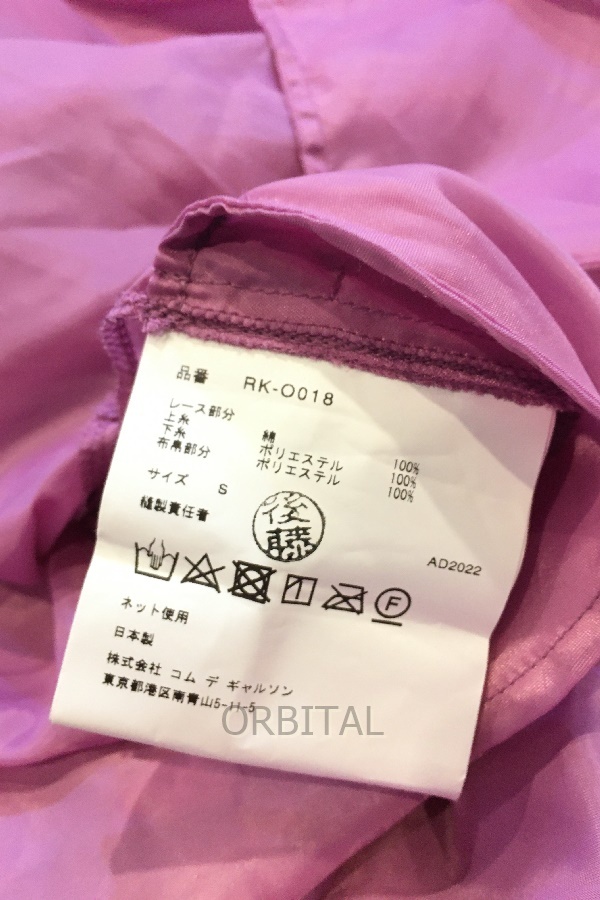 品番 RK-O018
レース部分
上糸 綿 100%
下糸 ポリエステル 100%
布帛部分 ポリエステル 100%
サイズ S
縫製責任者 後藤
AD2022
F
ネット使用
日本製
株式会社 コム デ ギャルソン
東京都港区南青山5-11-5
ORBITAL